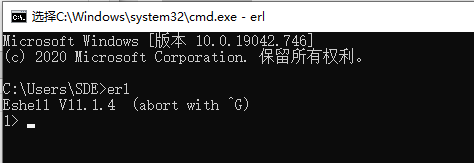 选择C:\Windows\system32\cmd.exe - erl
Microsoft Windows [版本 10.0.19042.746]
(c) 2020 Microsoft Corporation. 保留所有权利。
C:\Users\SDE>erl
Eshell V11.1.4  (abort with ^G)
1> _